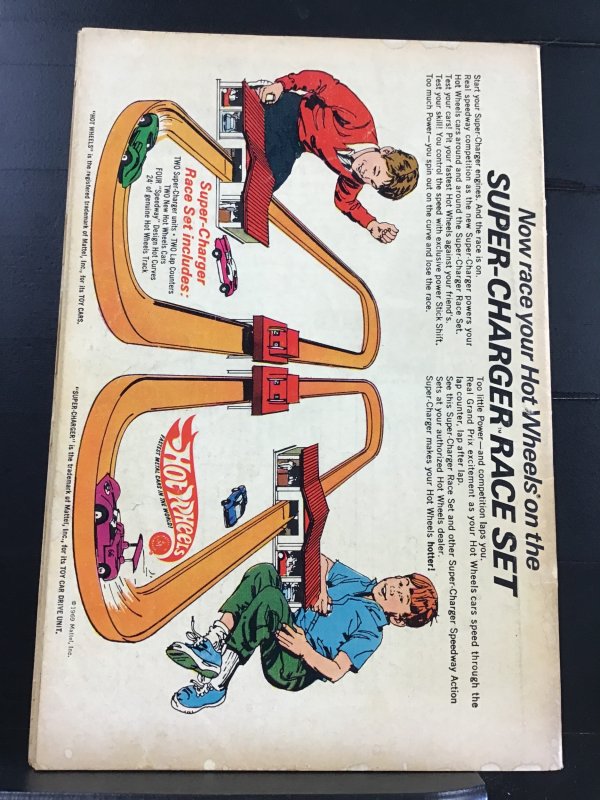 Now race your Hot Wheels® on the
SUPER-CHARGER™ RACE SET
Start your Super-Charger engines. And the race is on.
Real speedway competition as the new Super-Charger powers your
Hot Wheels cars around and around the Super-Charger Race Set.
Test your cars! Pit your fastest Hot Wheels against your friend's.
Test your skill! You control the speed with exclusive power Stick Shift.
Too much Power—you spin out on the curve and lose the race.
Too little Power—and competition laps you.
Real Grand Prix excitement as your Hot Wheels cars speed through the
lap counter, lap after lap.
See this Super-Charger Race Set and other Super-Charger Speedway Action
Sets at your authorized Hot Wheels dealer.
Super-Charger makes your Hot Wheels hotter!
Super-Charger
Race Set includes:
TWO Super-Charger units • TWO Lap Counters
TWO New Hot Wheels Cars
FOUR "Speedway" Design Hot Curves
24' of genuine Hot Wheels Track
Hot Wheels
FASTEST METAL CARS IN THE WORLD!
"HOT WHEELS" is the registered trademark of Mattel, Inc., for its TOY CARS.
"SUPER-CHARGER" is the trademark of Mattel, Inc., for its TOY CAR DRIVE UNIT.
©1969 Mattel, Inc.